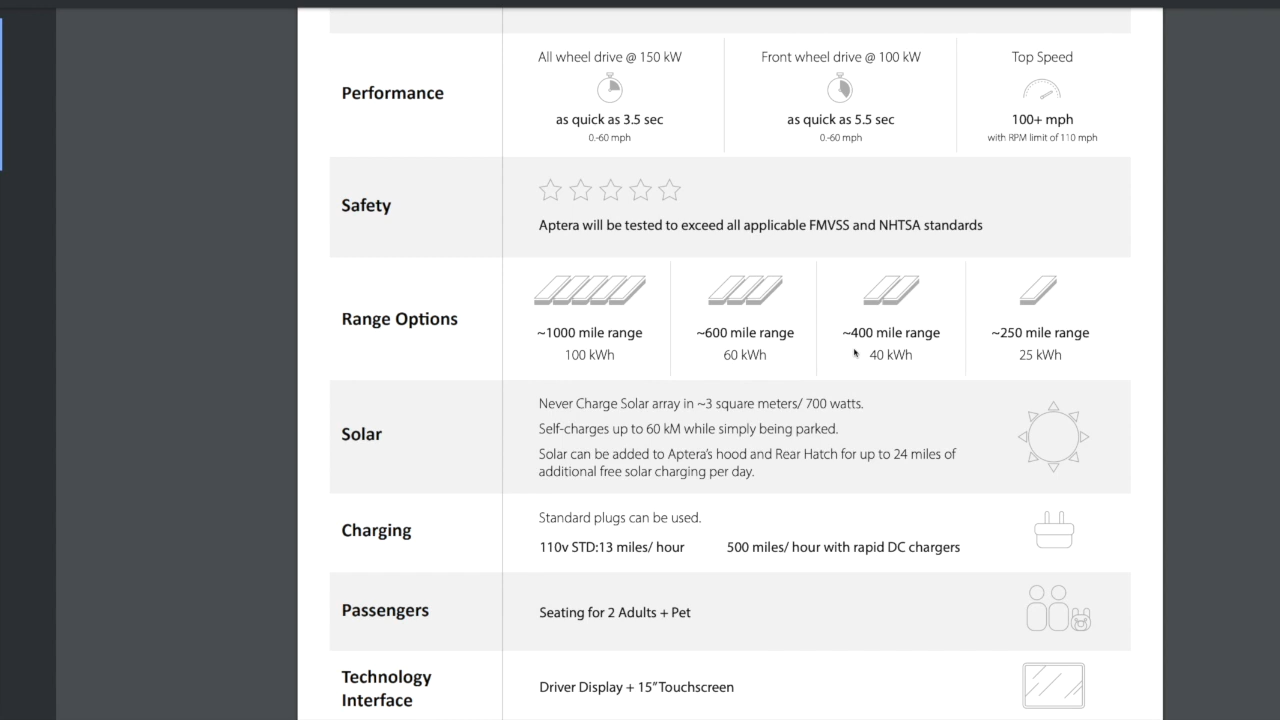 Performance
All wheel drive @ 150 kW
as quick as 3.5 sec
0.-60 mph
Front wheel drive @ 100 kW
as quick as 5.5 sec
0.-60 mph
Top Speed
100+ mph
with RPM limit of 110 mph
Safety
Aptera will be tested to exceed all applicable FMVSS and NHTSA standards
Range Options
~1000 mile range
100 kWh
~600 mile range
60 kWh
~400 mile range
40 kWh
~250 mile range
25 kWh
Solar
Never Charge Solar array in ~3 square meters/ 700 watts.
Self-charges up to 60 kM while simply being parked.
Solar can be added to Aptera's hood and Rear Hatch for up to 24 miles of
additional free solar charging per day.
Charging
Standard plugs can be used.
110v STD:13 miles/ hour
500 miles/ hour with rapid DC chargers
Passengers
Seating for 2 Adults + Pet
Technology
Interface
Driver Display + 15" Touchscreen